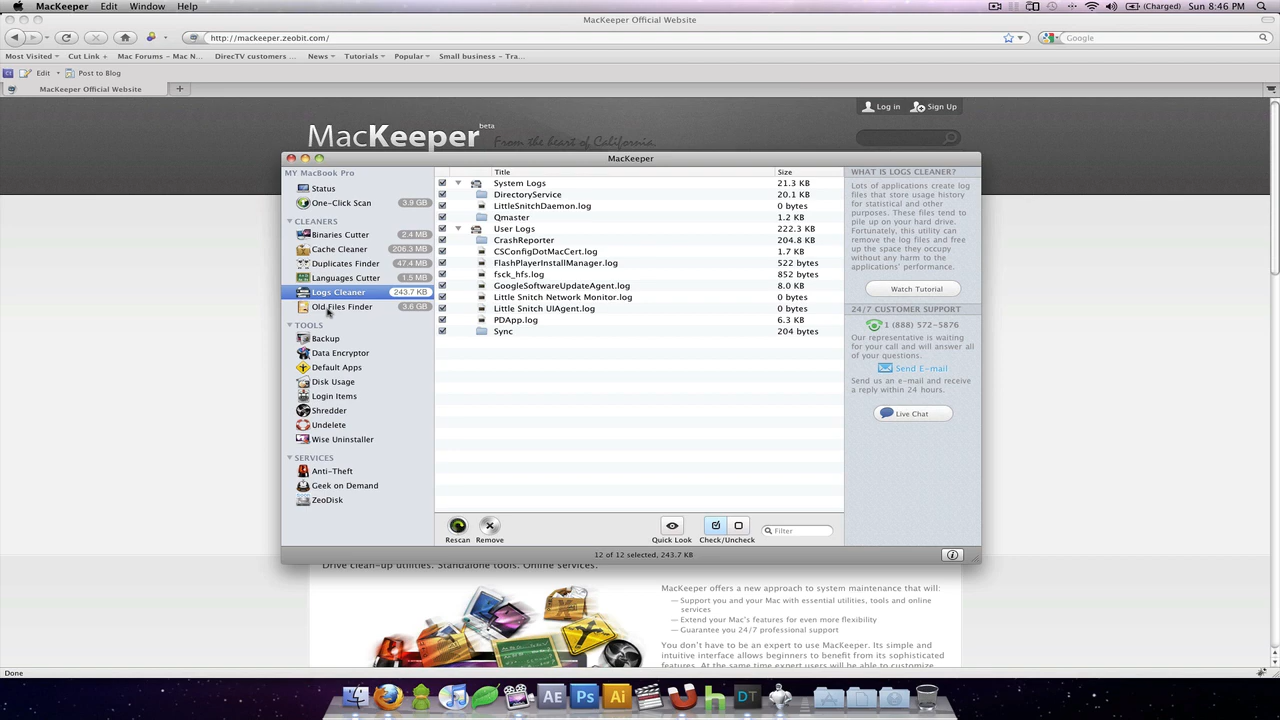 MacKeeper Edit Window Help (Charged) Sun 8:46 PM
MacKeeper Official Website
http://mackeeper.zeobit.com/ Google
Most Visited Cut Link + Mac Forums – Mac N... DirecTV customers ... News Tutorials Popular Small business – Tra...
Edit Post to Blog
MacKeeper Official Website
Log in Sign Up
MacKeeper beta From the heart of California.
MacKeeper
MY MacBook Pro
Status
One-Click Scan 3.9 GB
CLEANERS
Binaries Cutter 2.4 MB
Cache Cleaner 206.3 MB
Duplicates Finder 47.4 MB
Languages Cutter 1.5 MB
Logs Cleaner 243.7 KB
Old Files Finder 3.6 GB
TOOLS
Backup
Data Encryptor
Default Apps
Disk Usage
Login Items
Shredder
Undelete
Wise Uninstaller
SERVICES
Anti-Theft
Geek on Demand
ZeoDisk
Title Size
System Logs 21.3 KB
DirectoryService 20.1 KB
LittleSnitchDaemon.log 0 bytes
Qmaster 1.2 KB
User Logs 222.3 KB
CrashReporter 204.8 KB
CSConfigDotMacCert.log 1.7 KB
FlashPlayerInstallManager.log 522 bytes
fsck_hfs.log 852 bytes
GoogleSoftwareUpdateAgent.log 8.0 KB
Little Snitch Network Monitor.log 0 bytes
Little Snitch UIAgent.log 0 bytes
PDApp.log 6.3 KB
Sync 204 bytes
Rescan Remove Quick Look Check/Uncheck Filter
12 of 12 selected, 243.7 KB
WHAT IS LOGS CLEANER?
Lots of applications create log
files that store usage history
for statistical and other
purposes. These files tend to
pile up on your hard drive.
Fortunately, this utility can
remove the log files and free
up the space they occupy
without any harm to the
applications' performance.
Watch Tutorial
24/7 CUSTOMER SUPPORT
1 (888) 572-5876
Our representative is waiting
for your call and will answer all
of your questions.
Send E-mail
Send us an e-mail and receive
a reply within 24 hours.
Live Chat
Drive clean-up utilities. Standalone tools. Online services.
MacKeeper offers a new approach to system maintenance that will:
— Support you and your Mac with essential utilities, tools and online
services
— Extend your Mac's features for even more flexibility
— Guarantee you 24/7 professional support
You don't have to be an expert to use MacKeeper. Its simple and
intuitive interface allows beginners to benefit from its sophisticated
features. At the same time expert users will be able to customize
Done
AE Ps Ai h DT